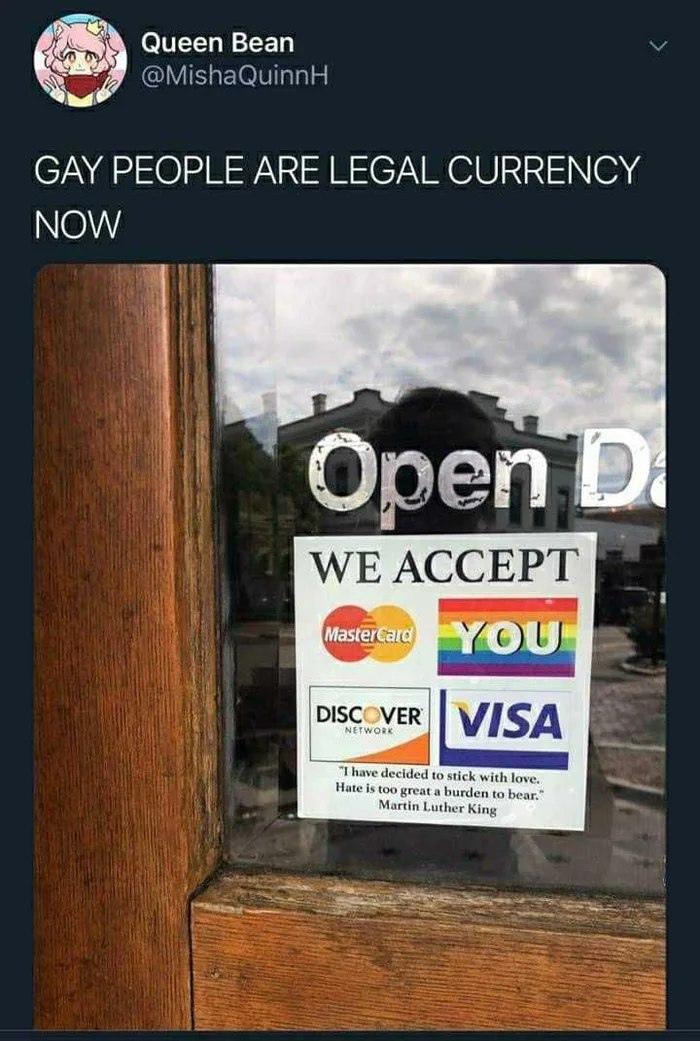 Queen Bean
@MishaQuinnH
GAY PEOPLE ARE LEGAL CURRENCY
NOW
Open Da
WE ACCEPT
MasterCard
YOU
DISCOVER
NETWORK
VISA
"I have decided to stick with love.
Hate is too great a burden to bear."
Martin Luther King